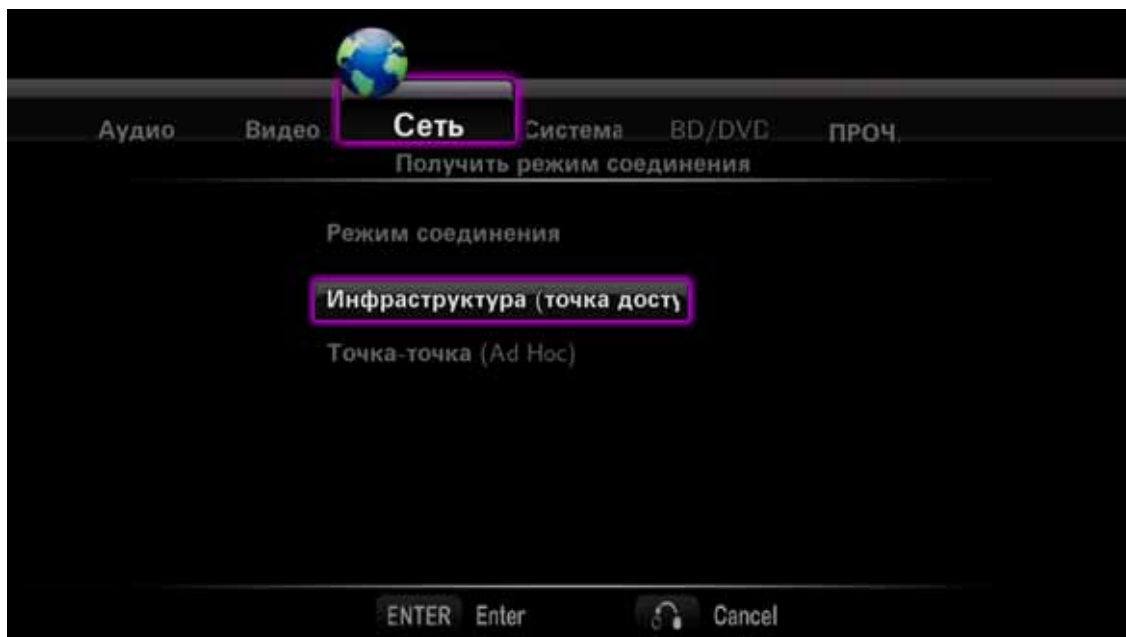 Аудио Видео Сеть Система BD/DVD ПРОЧ.
Получить режим соединения
Режим соединения
Инфраструктура (точка досту
Точка-точка (Ad Hoc)
ENTER Enter Cancel